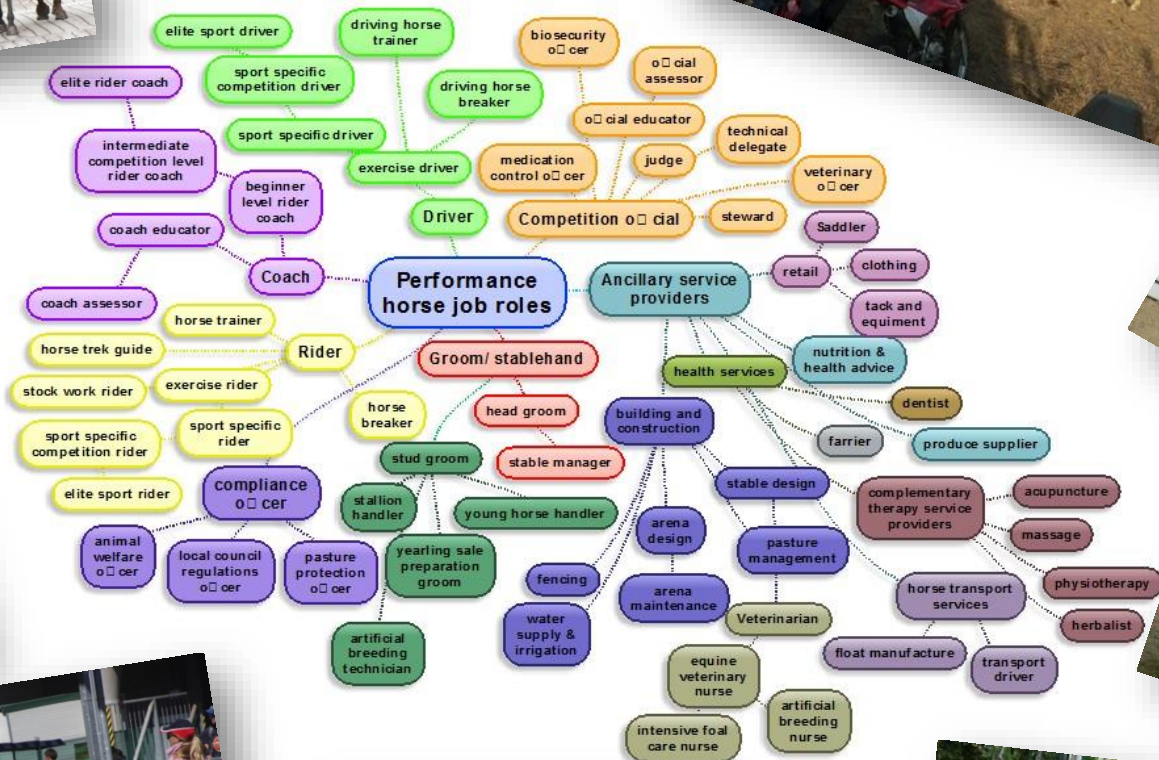 Performance
horse job roles
Driver
exercise driver
driving horse
trainer
driving horse
breaker
sport specific driver
sport specific
competition driver
elite sport driver
Competition o□ cial
biosecurity
o□ cer
o□ cial
assessor
o□ cial educator
medication
control o□ cer
judge
technical
delegate
veterinary
o□ cer
steward
Coach
beginner
level rider
coach
intermediate
competition level
rider coach
elite rider coach
coach educator
coach assessor
Rider
horse trainer
horse trek guide
stock work rider
exercise rider
sport specific
rider
sport specific
competition rider
elite sport rider
horse
breaker
compliance
o□ cer
animal
welfare
o□ cer
local council
regulations
o□ cer
pasture
protection
o□ cer
Groom/ stablehand
head groom
stable manager
stud groom
stallion
handler
young horse handler
yearling sale
preparation
groom
artificial
breeding
technician
Ancillary service
providers
retail
Saddler
clothing
tack and
equiment
nutrition &
health advice
health services
dentist
farrier
produce supplier
building and
construction
stable design
arena
design
arena
maintenance
pasture
management
fencing
water
supply &
irrigation
Veterinarian
equine
veterinary
nurse
intensive foal
care nurse
artificial
breeding
nurse
complementary
therapy service
providers
acupuncture
massage
physiotherapy
herbalist
horse transport
services
float manufacture
transport
driver